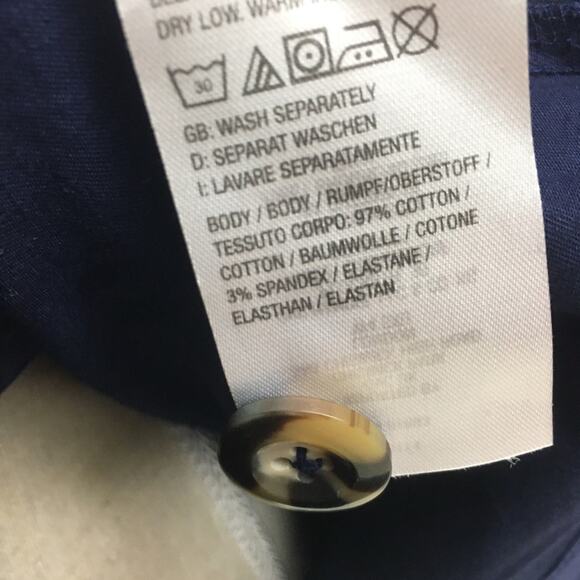 DRY LOW. WARM
30
GB: WASH SEPARATELY
D: SEPARAT WASCHEN
I: LAVARE SEPARATAMENTE
BODY / BODY / RUMPF/OBERSTOFF /
TESSUTO CORPO: 97% COTTON /
COTTON / BAUMWOLLE / COTONE
3% SPANDEX / ELASTANE /
ELASTHAN / ELASTAN